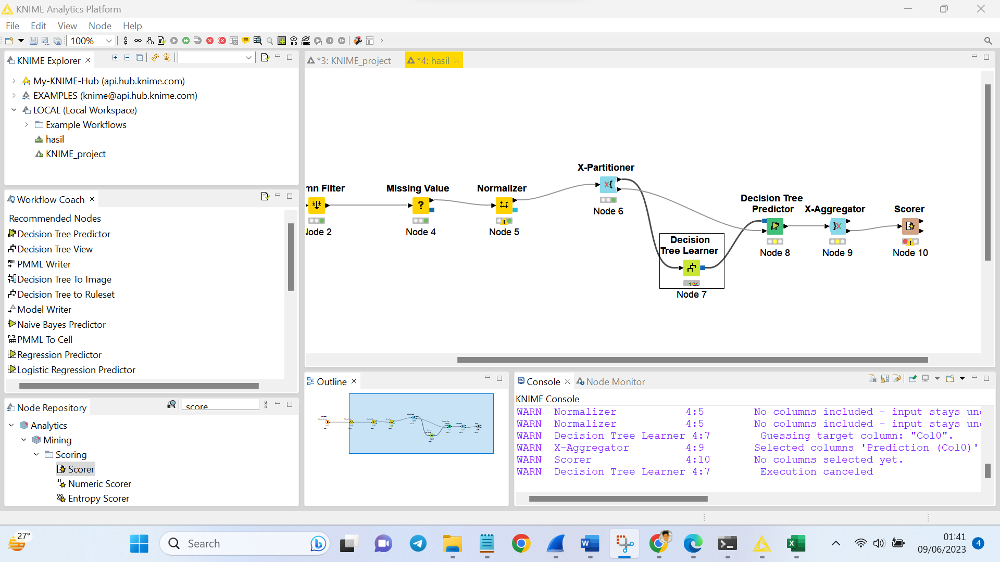 KNIME Analytics Platform
File Edit View Node Help
100%
KNIME Explorer
My-KNIME-Hub (api.hub.knime.com)
EXAMPLES (knime@api.hub.knime.com)
LOCAL (Local Workspace)
Example Workflows
hasil
KNIME_project
Workflow Coach
Recommended Nodes
Decision Tree Predictor
Decision Tree View
PMML Writer
Decision Tree To Image
Decision Tree to Ruleset
Model Writer
Naive Bayes Predictor
PMML To Cell
Regression Predictor
Logistic Regression Predictor
Node Repository
score
Analytics
Mining
Scoring
Scorer
Numeric Scorer
Entropy Scorer
*3: KNIME_project
*4: hasil
mn Filter
Node 2
Missing Value
Node 4
Normalizer
Node 5
X-Partitioner
Node 6
Decision
Tree Learner
1%
Node 7
Decision Tree
Predictor
Node 8
X-Aggregator
Node 9
Scorer
Node 10
Outline
Console
Node Monitor
KNIME Console
WARN Normalizer 4:5 No columns included - input stays un
WARN Normalizer 4:5 No columns included - input stays un
WARN Decision Tree Learner 4:7 Guessing target column: "Col0".
WARN X-Aggregator 4:9 Selected columns 'Prediction (Col0)'
WARN Scorer 4:10 No columns selected yet.
WARN Decision Tree Learner 4:7 Execution canceled
27°
Search
01:41
09/06/2023
4